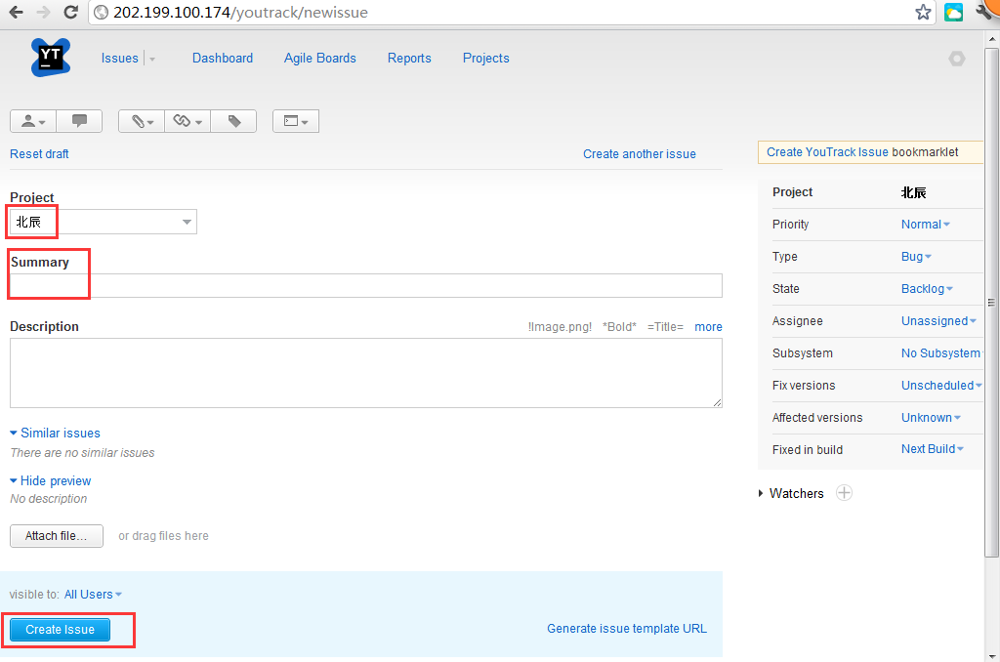 202.199.100.174/youtrack/newissue
YT
Issues
Dashboard
Agile Boards
Reports
Projects
Reset draft
Create another issue
Create YouTrack Issue bookmarklet
Project
北辰
Summary
Description
!Image.png! *Bold* =Title= more
Similar issues
There are no similar issues
Hide preview
No description
Attach file...
or drag files here
visible to: All Users
Create Issue
Generate issue template URL
Project 北辰
Priority Normal
Type Bug
State Backlog
Assignee Unassigned
Subsystem No Subsystem
Fix versions Unscheduled
Affected versions Unknown
Fixed in build Next Build
Watchers